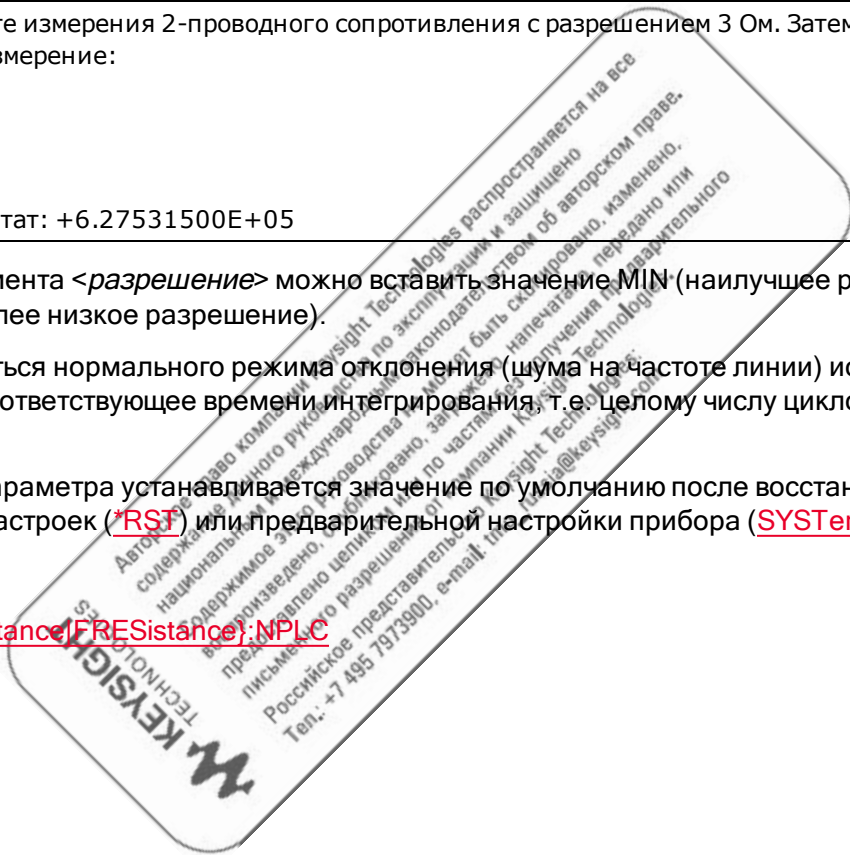 те измерения 2-проводного сопротивления с разрешением 3 Ом. Затем
змерение:
тат: +6.27531500E+05
мента <разрешение> можно вставить значение MIN (наилучшее р
лее низкое разрешение).
ться нормального режима отклонения (шума на частоте линии) ис
ответствующее времени интегрирования, т.е. целому числу цикло
араметра устанавливается значение по умолчанию после восстан
астроек (*RST) или предварительной настройки прибора (SYSTer
tance|FRESistance}:NPLC
Авторское право компании Keysight Technologies распространяется на все
содержание данного руководства по эксплуатации и защищено
национальным и международным законодательством об авторском праве.
Содержимое этого руководства не может быть скопировано, изменено,
воспроизведено, опубликовано, загружено, напечатано, передано или
предоставлено целиком или по частям без получения предварительного
письменного разрешения от компании Keysight Technologies.
Российское представительство Keysight Technologies:
Тел.: +7 495 7973900, e-mail: tmo_russia@keysight.com
KEYSIGHT
TECHNOLOGIES